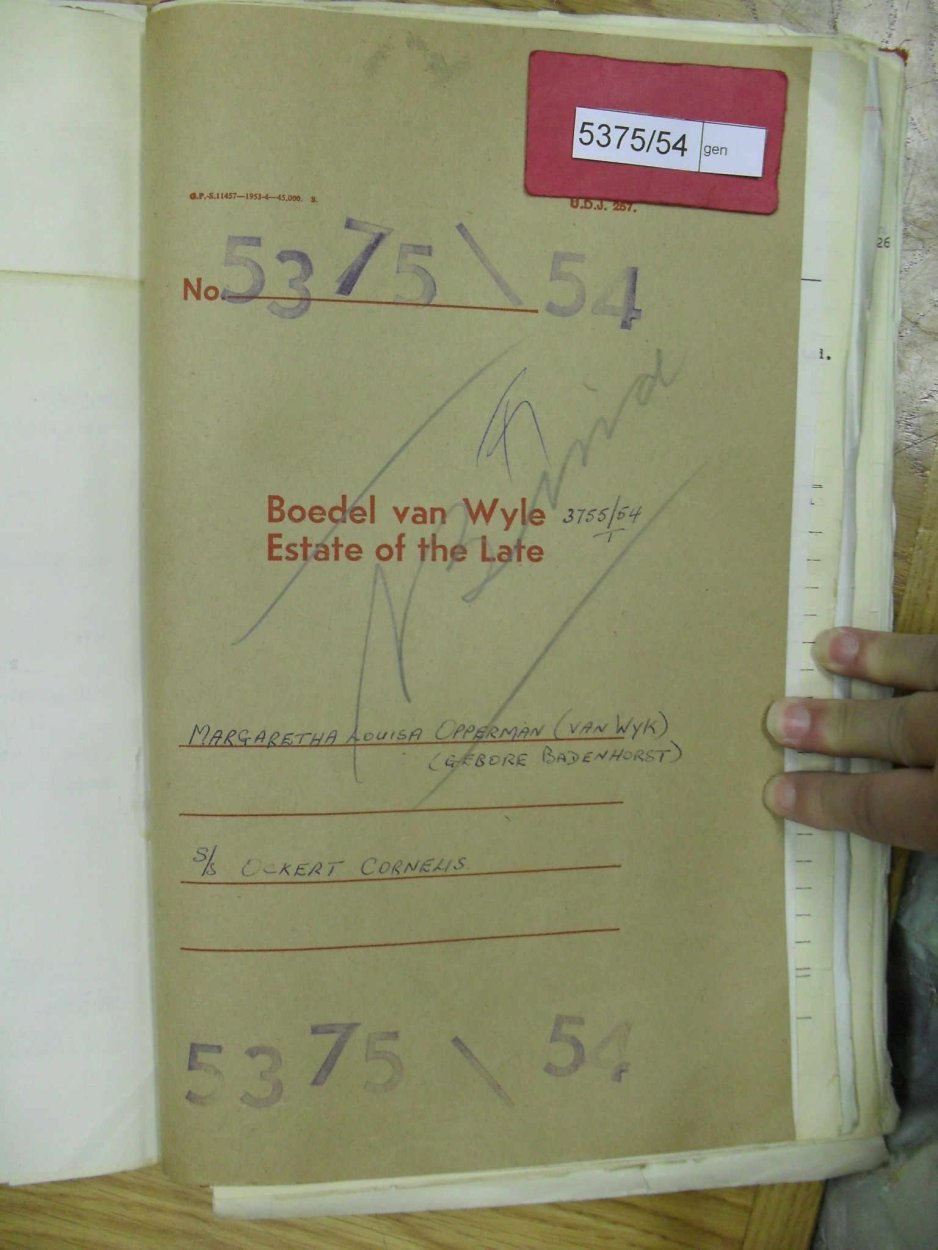 5375/54 gen
G.P.-S.11457—1953-4—45,000. S.
U.D.J. 257.
26
No. 5375\54
Boedel van Wyle 3755/54
T
Estate of the Late
MARGARETHA LOUISA OPPERMAN (VAN WYK)
(GEBORE BADENHORST)
S/s OCKERT CORNELIS
5375\54